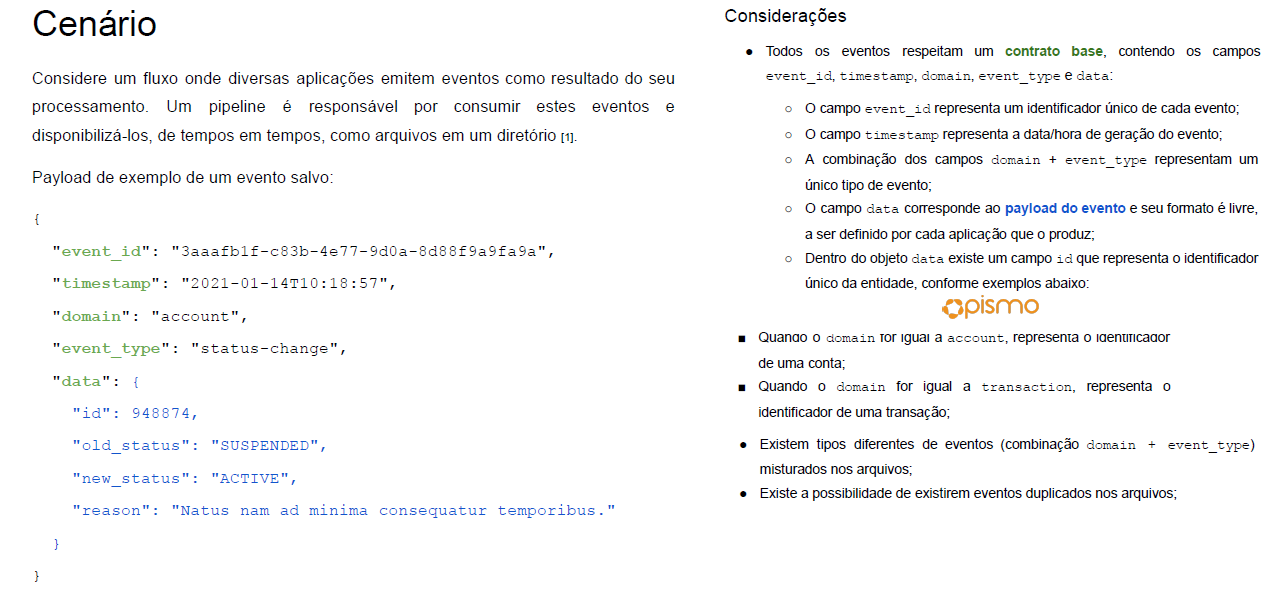 Cenário
Considere um fluxo onde diversas aplicações emitem eventos como resultado do seu
processamento. Um pipeline é responsável por consumir estes eventos e
disponibilizá-los, de tempos em tempos, como arquivos em um diretório [1].
Payload de exemplo de um evento salvo:
{
"event_id": "3aaafb1f-c83b-4e77-9d0a-8d88f9a9fa9a",
"timestamp": "2021-01-14T10:18:57",
"domain": "account",
"event_type": "status-change",
"data": {
"id": 948874,
"old_status": "SUSPENDED",
"new_status": "ACTIVE",
"reason": "Natus nam ad minima consequatur temporibus."
}
}
Considerações
● Todos os eventos respeitam um contrato base, contendo os campos
event_id, timestamp, domain, event_type e data:
○ O campo event_id representa um identificador único de cada evento;
○ O campo timestamp representa a data/hora de geração do evento;
○ A combinação dos campos domain + event_type representam um
único tipo de evento;
○ O campo data corresponde ao payload do evento e seu formato é livre,
a ser definido por cada aplicação que o produz;
○ Dentro do objeto data existe um campo id que representa o identificador
único da entidade, conforme exemplos abaixo:
pismo
■ Quando o domain for igual a account, representa o identificador
de uma conta;
■ Quando o domain for igual a transaction, representa o
identificador de uma transação;
● Existem tipos diferentes de eventos (combinação domain + event_type)
misturados nos arquivos;
● Existe a possibilidade de existirem eventos duplicados nos arquivos;